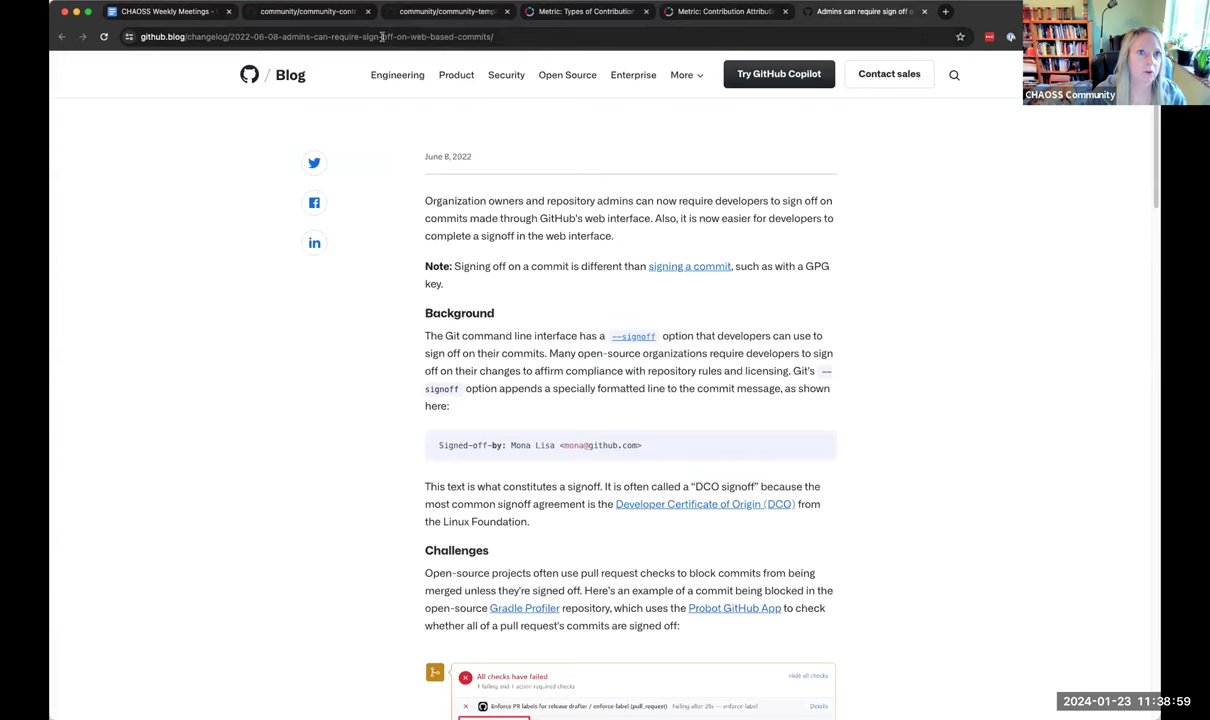 CHAOSS Weekly Meetings -
community/community-contr
community/community-temp
Metric: Types of Contribution
Metric: Contribution Attributi
Admins can require sign off o
github.blog/changelog/2022-06-08-admins-can-require-sign-off-on-web-based-commits/
/ Blog
Engineering
Product
Security
Open Source
Enterprise
More
Try GitHub Copilot
Contact sales
CHAOSS Community
June 8, 2022
Organization owners and repository admins can now require developers to sign off on
commits made through GitHub's web interface. Also, it is now easier for developers to
complete a signoff in the web interface.
Note: Signing off on a commit is different than signing a commit, such as with a GPG
key.
Background
The Git command line interface has a --signoff option that developers can use to
sign off on their commits. Many open-source organizations require developers to sign
off on their changes to affirm compliance with repository rules and licensing. Git's --
signoff option appends a specially formatted line to the commit message, as shown
here:
Signed-off-by: Mona Lisa <mona@github.com>
This text is what constitutes a signoff. It is often called a “DCO signoff” because the
most common signoff agreement is the Developer Certificate of Origin (DCO) from
the Linux Foundation.
Challenges
Open-source projects often use pull request checks to block commits from being
merged unless they're signed off. Here's an example of a commit being blocked in the
open-source Gradle Profiler repository, which uses the Probot GitHub App to check
whether all of a pull request's commits are signed off:
All checks have failed
Hide all checks
1 failing and 1 action required checks
Enforce PR labels for release drafter / enforce-label (pull_request) Failing after 28s — enforce-label
Details
2024-01-23 11:38:59